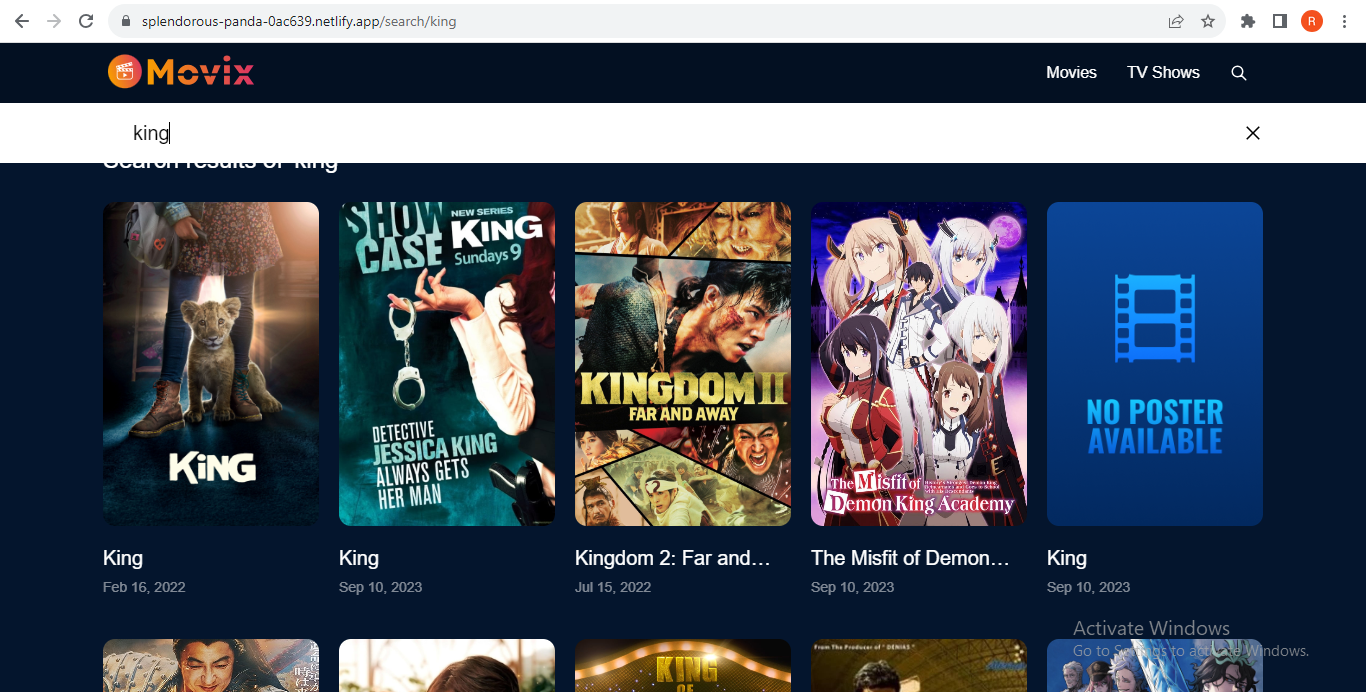 splendorous-panda-0ac639.netlify.app/search/king
R
Movix
Movies
TV Shows
king
Search results of 'king'
KiNG
SHOW
CASE
NEW SERIES
KiNG
Sundays 9
DETECTIVE
JESSICA KING
ALWAYS GETS
HER MAN
KINGDOM II
FAR AND AWAY
The Misfit of
Demon King Academy
NO POSTER
AVAILABLE
King
Feb 16, 2022
King
Sep 10, 2023
Kingdom 2: Far and...
Jul 15, 2022
The Misfit of Demon...
Sep 10, 2023
King
Sep 10, 2023
KING
OF
From The Producer of " DENIAS "
Activate Windows
Go to Settings to activate Windows.